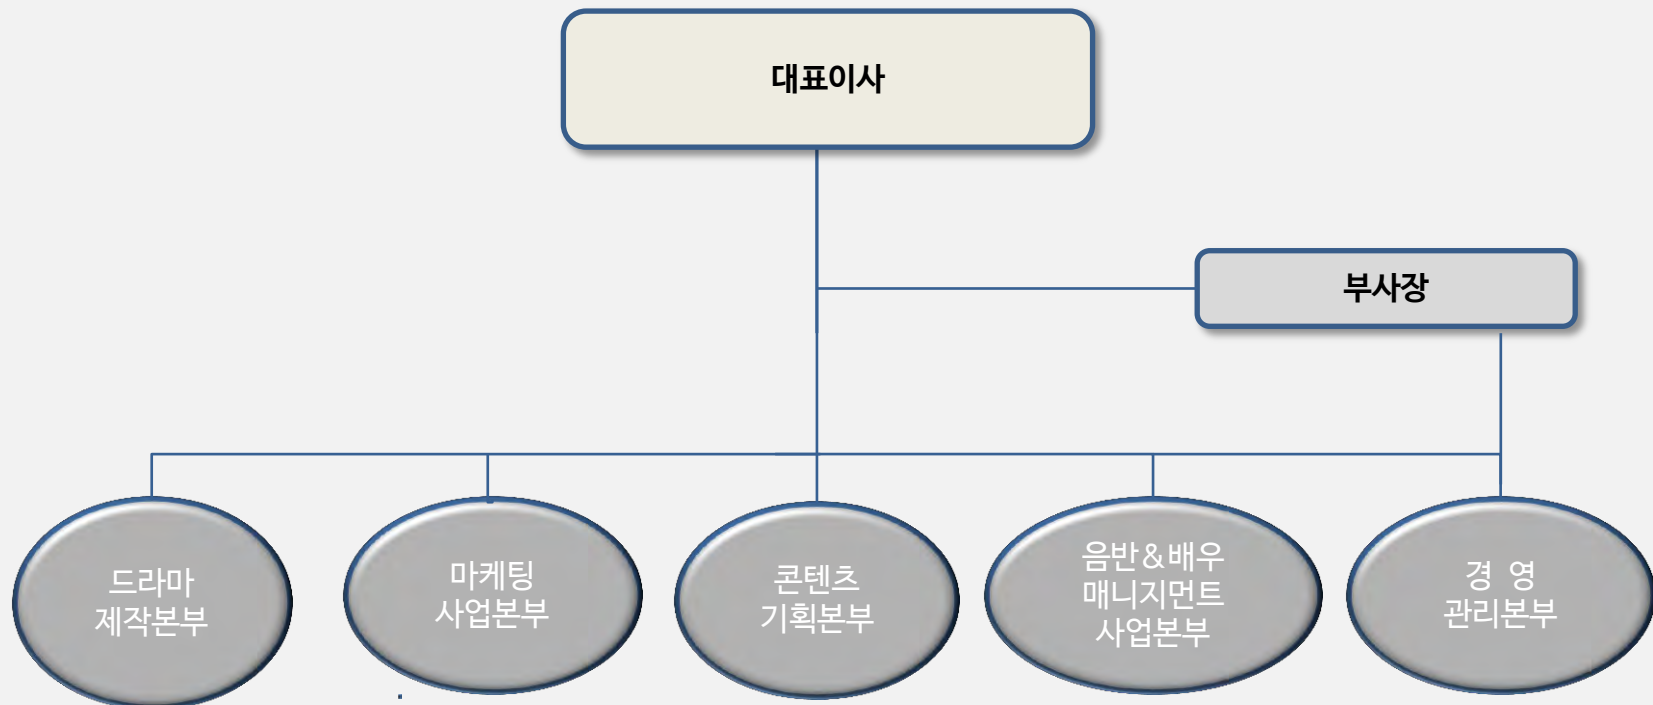 대표이사
부사장
드라마
제작본부
마케팅
사업본부
콘텐츠
기획본부
음반&배우
매니지먼트
사업본부
경 영
관리본부